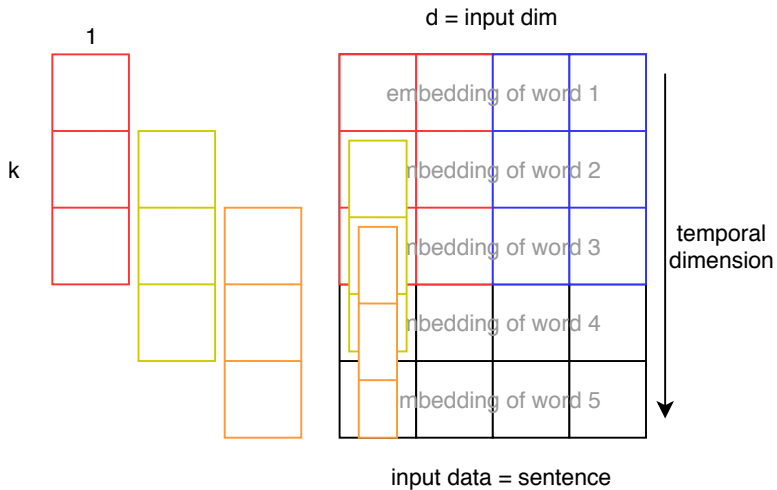 d = input dim
1
embedding of word 1
k
mbedding of word 2
mbedding of word 3
temporal
dimension
mbedding of word 4
mbedding of word 5
input data = sentence